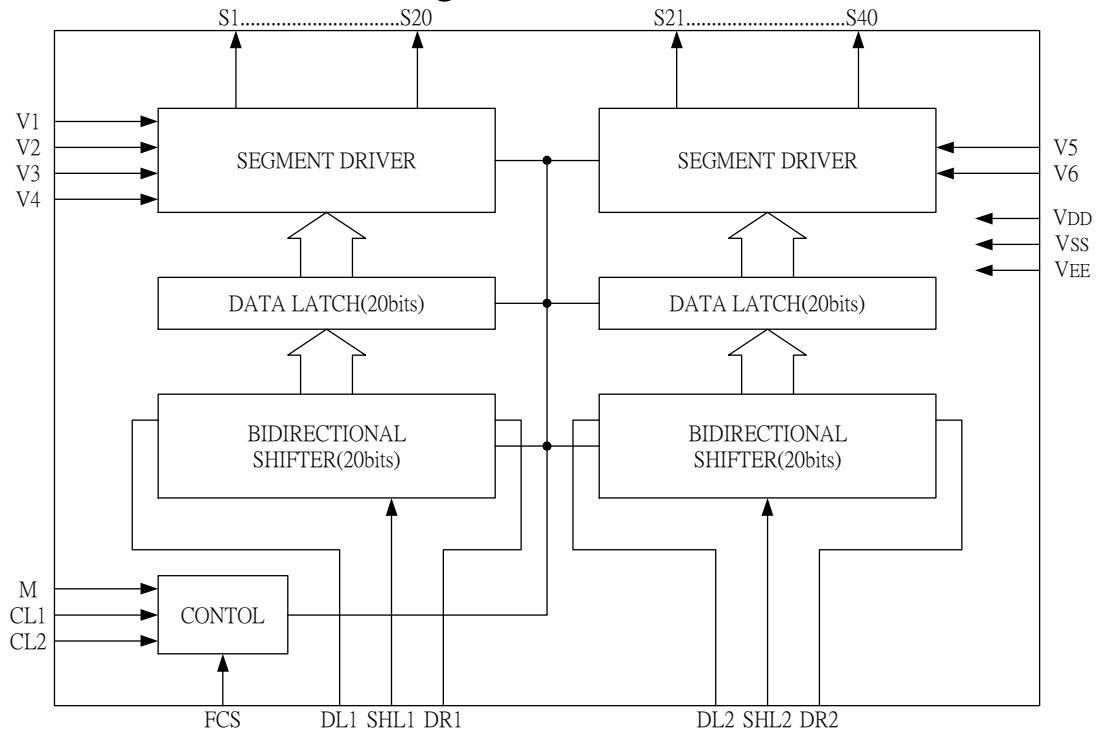 S1..............................S20
S21..............................S40
V1
V2
V3
V4
SEGMENT DRIVER
SEGMENT DRIVER
V5
V6
VDD
VSS
VEE
DATA LATCH(20bits)
DATA LATCH(20bits)
BIDIRECTIONAL
SHIFTER(20bits)
BIDIRECTIONAL
SHIFTER(20bits)
M
CL1
CL2
CONTOL
FCS
DL1
SHL1
DR1
DL2
SHL2
DR2